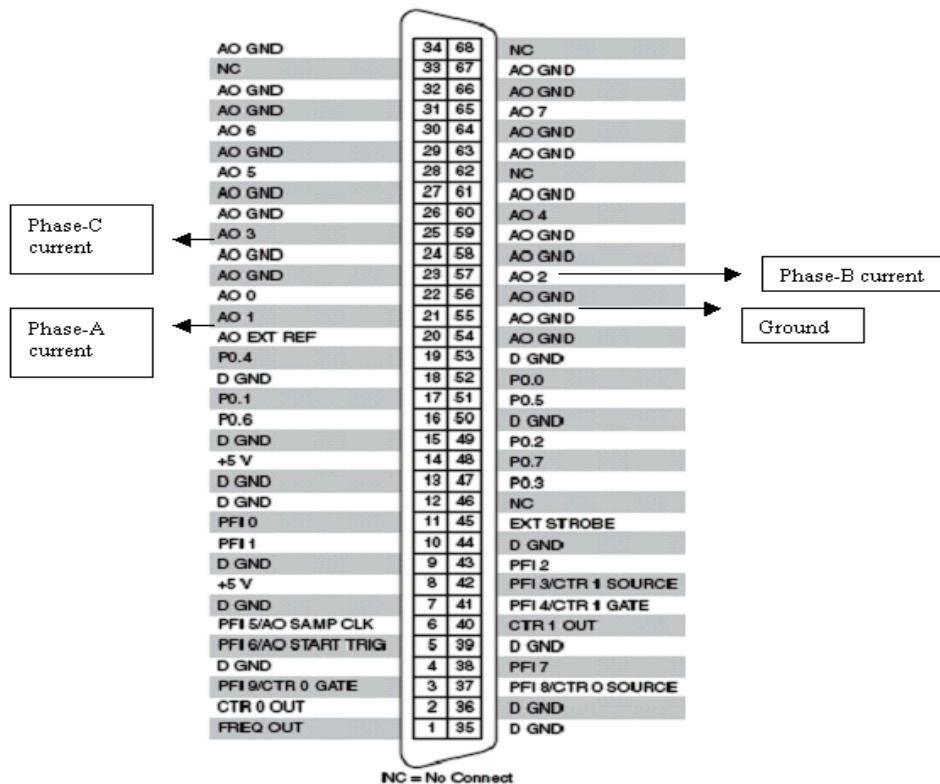 AO GND 34 68 NC
NC 33 67 AO GND
AO GND 32 66 AO GND
AO GND 31 65 AO 7
AO 6 30 64 AO GND
AO GND 29 63 AO GND
AO 5 28 62 NC
AO GND 27 61 AO GND
AO GND 26 60 AO 4
Phase-C
current
AO 3 25 59 AO GND
AO GND 24 58 AO GND
AO GND 23 57 AO 2
Phase-B current
AO 0 22 56 AO GND
Phase-A
current
AO 1 21 55 AO GND
Ground
AO EXT REF 20 54 AO GND
P0.4 19 53 D GND
D GND 18 52 P0.0
P0.1 17 51 P0.5
P0.6 16 50 D GND
D GND 15 49 P0.2
+5 V 14 48 P0.7
D GND 13 47 P0.3
D GND 12 46 NC
PFI 0 11 45 EXT STROBE
PFI 1 10 44 D GND
D GND 9 43 PFI 2
+5 V 8 42 PFI 3/CTR 1 SOURCE
D GND 7 41 PFI 4/CTR 1 GATE
PFI 5/AO SAMP CLK 6 40 CTR 1 OUT
PFI 6/AO START TRIG 5 39 D GND
D GND 4 38 PFI 7
PFI 9/CTR 0 GATE 3 37 PFI 8/CTR 0 SOURCE
CTR 0 OUT 2 36 D GND
FREQ OUT 1 35 D GND
NC = No Connect